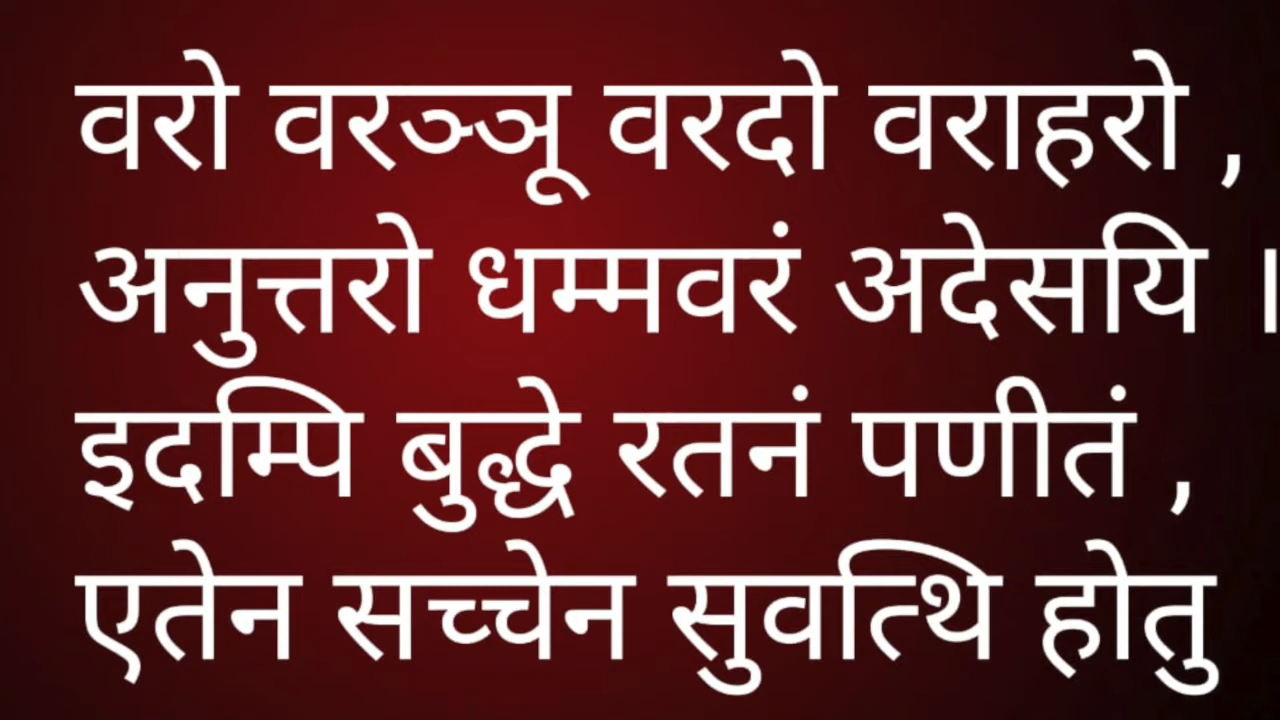 वरो वरञ्ञू वरदो वराहरो ,
अनुत्तरो धम्मवरं अदेसयि ।
इदम्पि बुद्धे रतनं पणीतं ,
एतेन सच्चेन सुवत्थि होतु